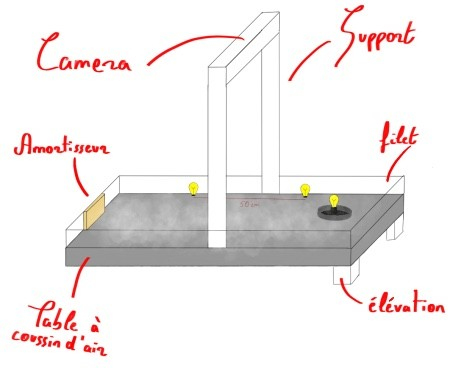 Camera
Support
Amortisseur
filet
50 cm
élévation
Table à
coussin d'air